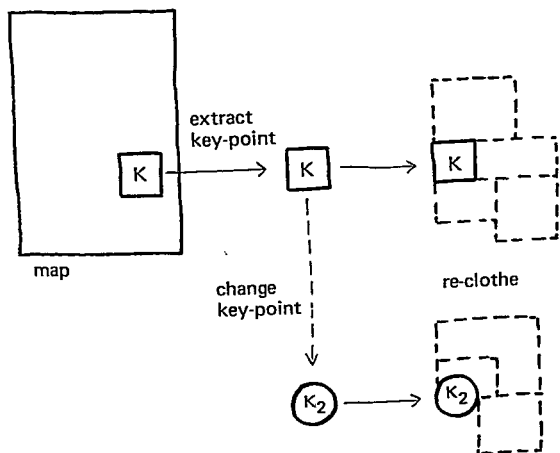 extract
key-point
K
K
K
map
change
key-point
re-clothe
K2
K2